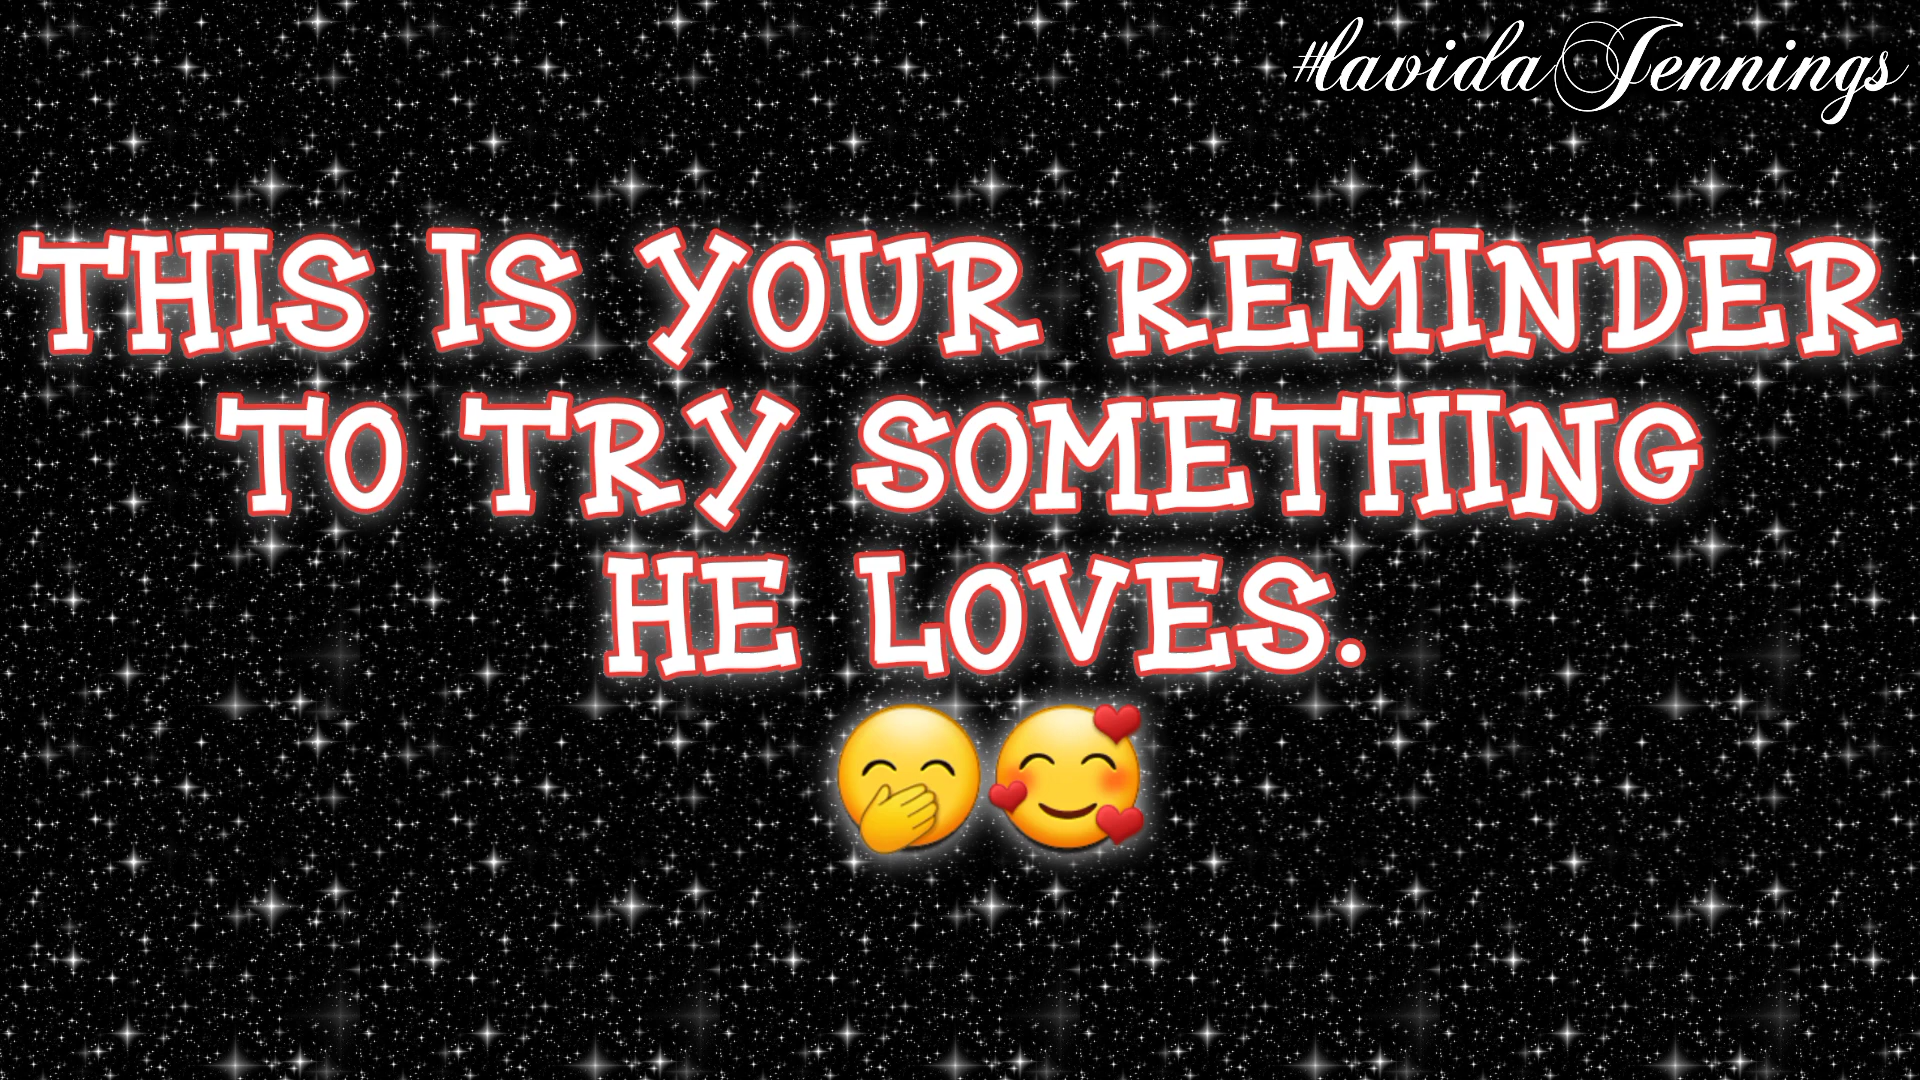 #lavidaJennings
THIS IS YOUR REMINDER
TO TRY SOMETHING
HE LOVES.
🤭🥰